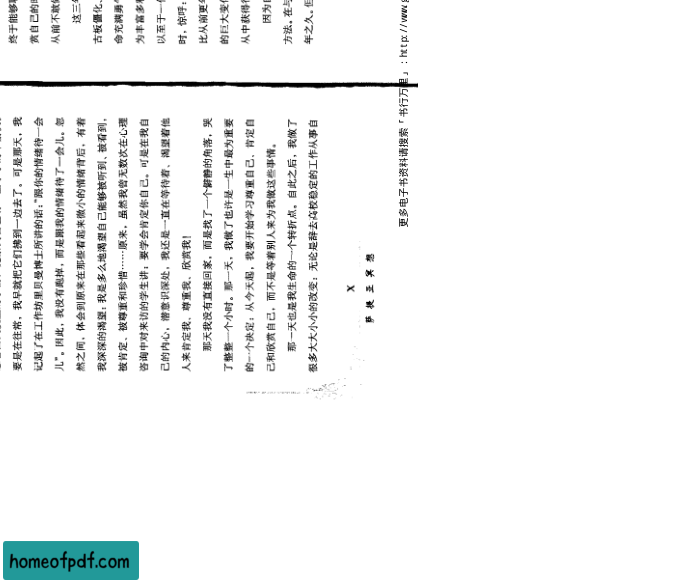 要是在往常，我早就把它们拂到一边去了。可是那天，我
记起了在工作坊里贝曼博士所讲的话：“跟你的情绪待一会
儿”。因此，我没有跑掉，而是跟我的情绪待了一会儿。忽
然之间，体会到原来在那些看起来微小的情绪背后，有着
我深深的渴望：我是多么地渴望自己能够被听到、被看到，
被肯定、被尊重和珍惜……原来，虽然我曾无数次在心理
咨询中对来访的学生讲：要学会肯定你自己。可是在我自
己的内心，潜意识深处，我还是一直在等待着、渴望着他
人来肯定我、尊重我、欣赏我！
那天我没有直接回家，而是找了一个僻静的角落，哭
了整整一个小时。那一天，我做了也许是一生中最为重要
的一个决定：从今天起，我要开始学习尊重自己、肯定自
己和欣赏自己，而不是等着别人来为我做这些事情。
那一天也是我生命的一个转折点。自此之后，我做了
很多大大小小的改变：无论是辞去高校稳定的工作从事自
X
萨提亚冥想
终于能够
赏自己的
从前不敢
这三
古板僵化、
命充满勇
为丰富多
以至于一
时，惊呼：
比从前更
的巨大变
从中获得
因为
方法。在与
年之久。但
更多电子书资料请搜索「书行万里」：http://www.g
homeofpdf.com